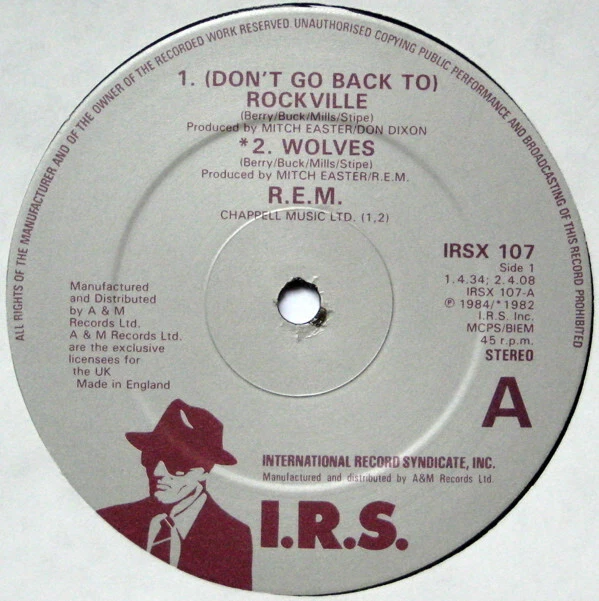 ALL RIGHTS OF THE MANUFACTURER AND OF THE OWNER OF THE RECORDED WORK RESERVED. UNAUTHORISED COPYING PUBLIC PERFORMANCE AND BROADCASTING OF THIS RECORD PROHIBITED
1. (DON'T GO BACK TO)
ROCKVILLE
(Berry/Buck/Mills/Stipe)
Produced by MITCH EASTER/DON DIXON
*2. WOLVES
(Berry/Buck/Mills/Stipe)
Produced by MITCH EASTER/R.E.M.
R.E.M.
CHAPPELL MUSIC LTD. (1,2)
IRSX 107
Side 1
1. 4.34; 2. 4.08
IRSX 107-A
℗ 1984/*1982
I.R.S. Inc.
MCPS/BIEM
45 r.p.m.
STEREO
A
Manufactured
and Distributed
by A & M
Records Ltd.
A & M Records Ltd.
are the exclusive
licensees for
the UK
Made in England
INTERNATIONAL RECORD SYNDICATE, INC.
Manufactured and distributed by A&M Records Ltd.
I.R.S.